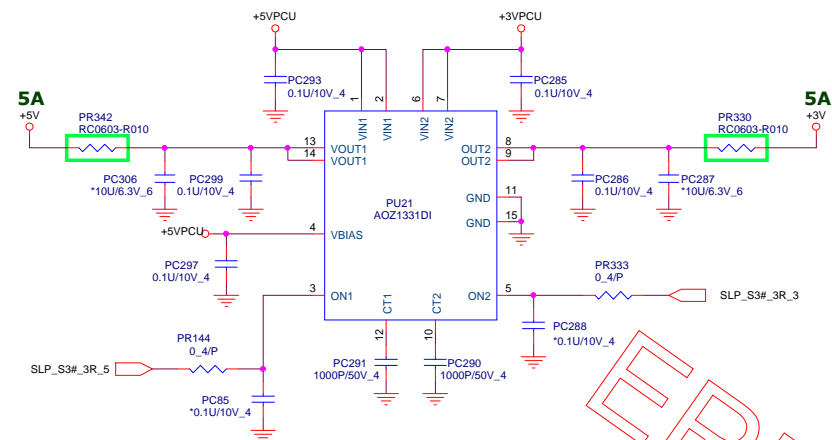 +5VPCU
+3VPCU
PC293
0.1U/10V_4
PC285
0.1U/10V_4
1
2
6
7
VIN1
VIN1
VIN2
VIN2
5A
+5V
PR342
RC0603-R010
5A
+3V
PR330
RC0603-R010
13
14
VOUT1
VOUT1
8
9
OUT2
OUT2
PC306
*10U/6.3V_6
PC299
0.1U/10V_4
PC286
0.1U/10V_4
PC287
*10U/6.3V_6
PU21
AOZ1331DI
11
GND
15
GND
+5VPCU
4
VBIAS
PC297
0.1U/10V_4
3
ON1
CT1
CT2
ON2
5
PR333
0_4/P
SLP_S3#_3R_3
12
10
PC288
*0.1U/10V_4
PR144
0_4/P
SLP_S3#_3R_5
PC291
1000P/50V_4
PC290
1000P/50V_4
PC85
*0.1U/10V_4